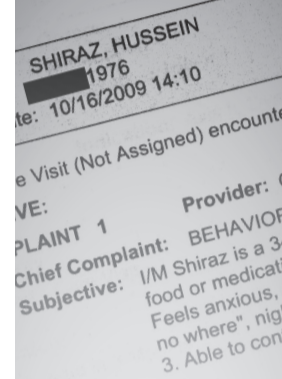 SHIRAZ, HUSSEIN
1976
te: 10/16/2009 14:10
e Visit (Not Assigned) encounte
VE:
PLAINT 1 Provider:
Chief Complaint: BEHAVIOR
Subjective: I/M Shiraz is a 3
food or medicati
Feels anxious,
no where", nig
3. Able to con